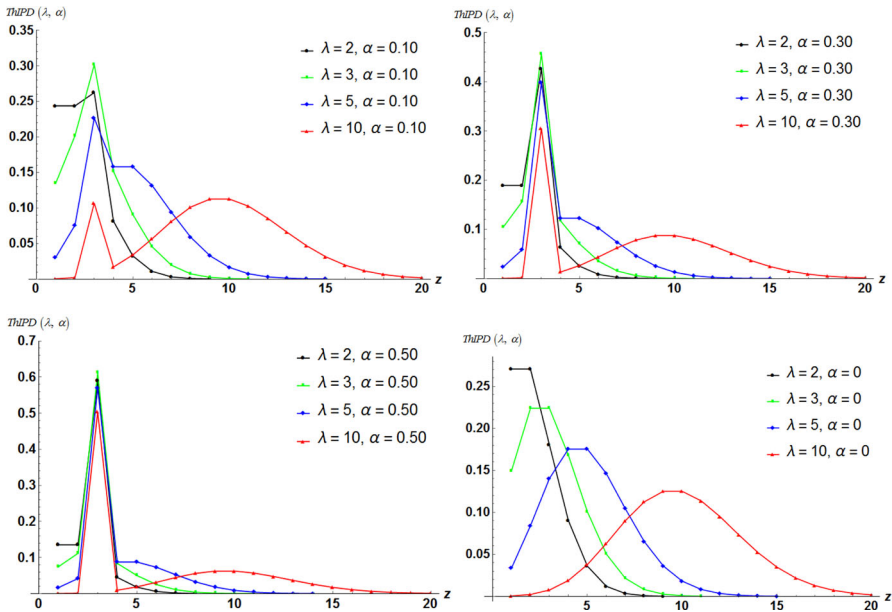 ThIPD (λ, α)
0.35
0.30
0.25
0.20
0.15
0.10
0.05
0 5 10 15 20 z
λ = 2, α = 0.10
λ = 3, α = 0.10
λ = 5, α = 0.10
λ = 10, α = 0.10
ThIPD (λ, α)
0.5
0.4
0.3
0.2
0.1
0 5 10 15 20 z
λ = 2, α = 0.30
λ = 3, α = 0.30
λ = 5, α = 0.30
λ = 10, α = 0.30
ThIPD (λ, α)
0.7
0.6
0.5
0.4
0.3
0.2
0.1
0 5 10 15 20 z
λ = 2, α = 0.50
λ = 3, α = 0.50
λ = 5, α = 0.50
λ = 10, α = 0.50
ThIPD (λ, α)
0.25
0.20
0.15
0.10
0.05
5 10 15 20 z
λ = 2, α = 0
λ = 3, α = 0
λ = 5, α = 0
λ = 10, α = 0